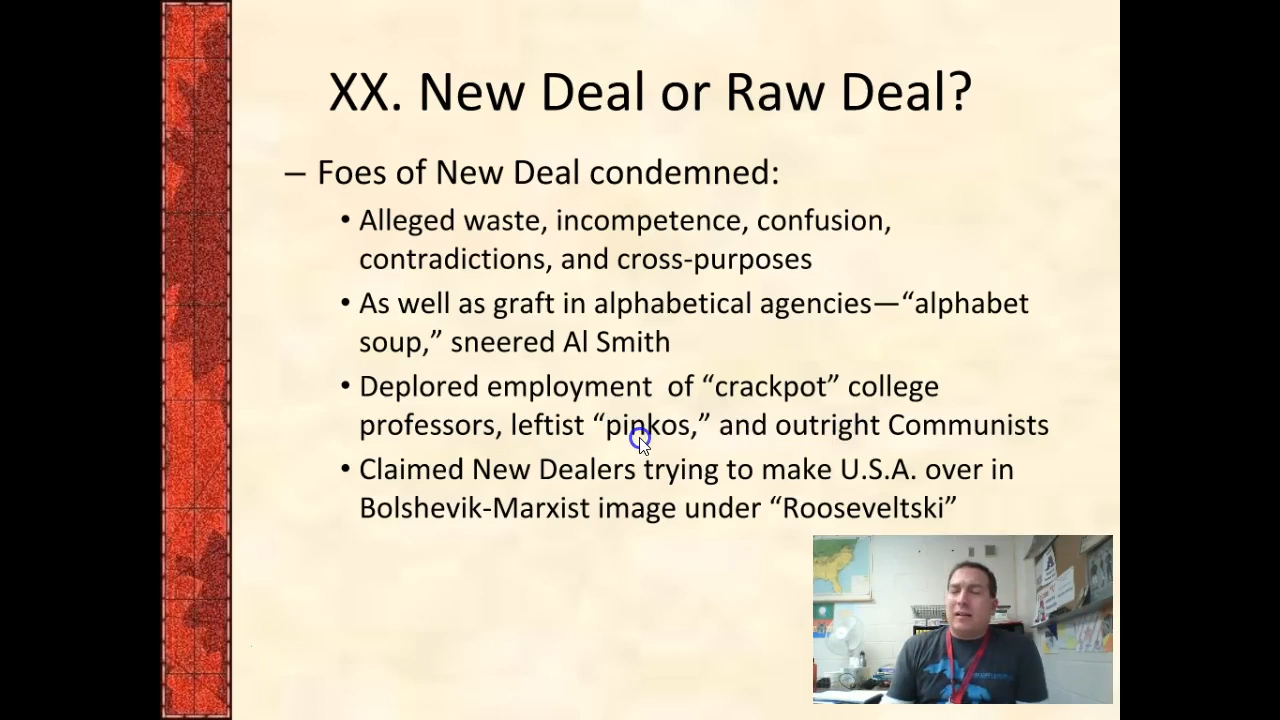 XX. New Deal or Raw Deal?
– Foes of New Deal condemned:
• Alleged waste, incompetence, confusion,
contradictions, and cross-purposes
• As well as graft in alphabetical agencies—“alphabet
soup,” sneered Al Smith
• Deplored employment  of “crackpot” college
professors, leftist “pinkos,” and outright Communists
• Claimed New Dealers trying to make U.S.A. over in
Bolshevik-Marxist image under “Rooseveltski”